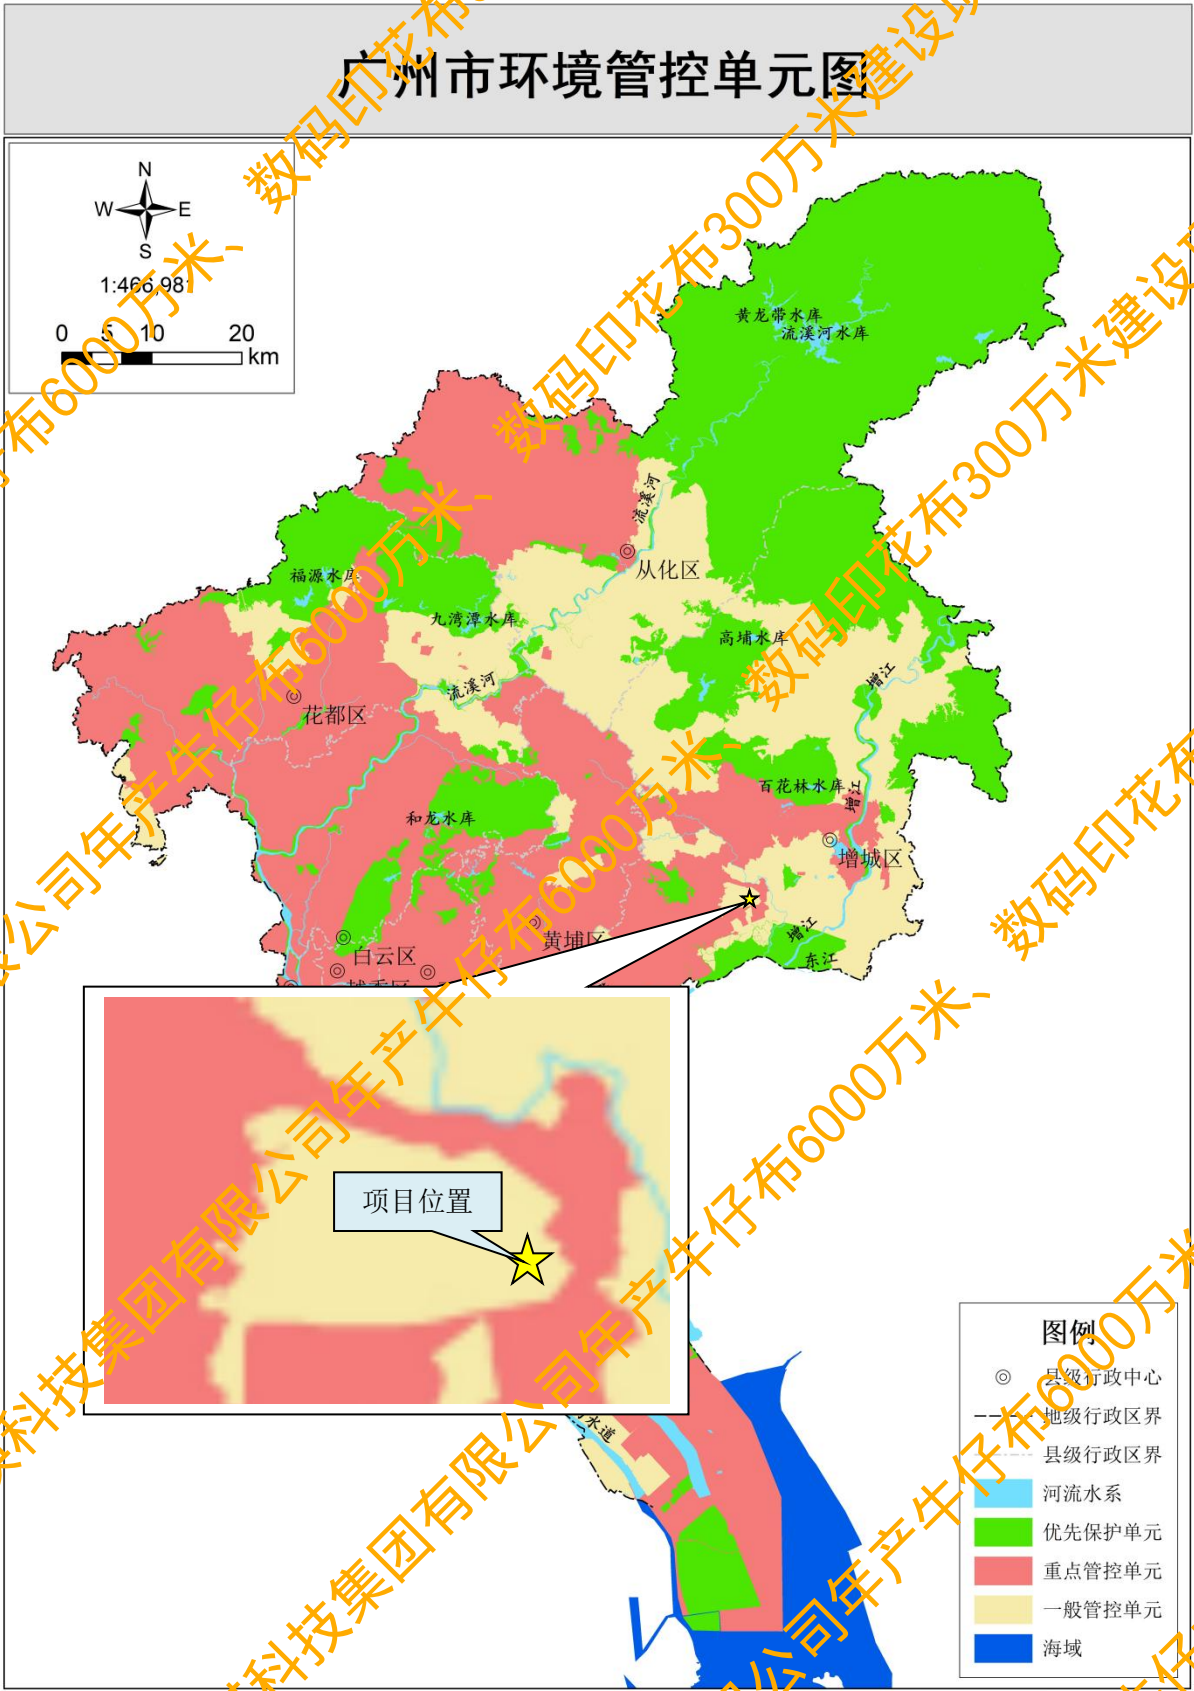 广州市环境管控单元图
N
W E
S
1:466,981
0 5 10 20
km
黄龙带水库
流溪河水库
流溪河
从化区
福源水库
九湾潭水库
高埔水库
增江
流溪河
花都区
百花林水库
增江
和龙水库
增城区
黄埔区
增江
白云区
东江
越秀区
项目位置
水道
图例
县级行政中心
地级行政区界
县级行政区界
河流水系
优先保护单元
重点管控单元
一般管控单元
海域
数码印花布
数码印花布300万米建设项
布6000万米、
数码印花布300万米建设项
限公司年产牛仔布6000万米、
数码印花布
科技集团有限公司年产牛仔布6000万米、
科技集团有限公司年产牛仔布6000万米、
公司年产牛仔布6000万米
仔布